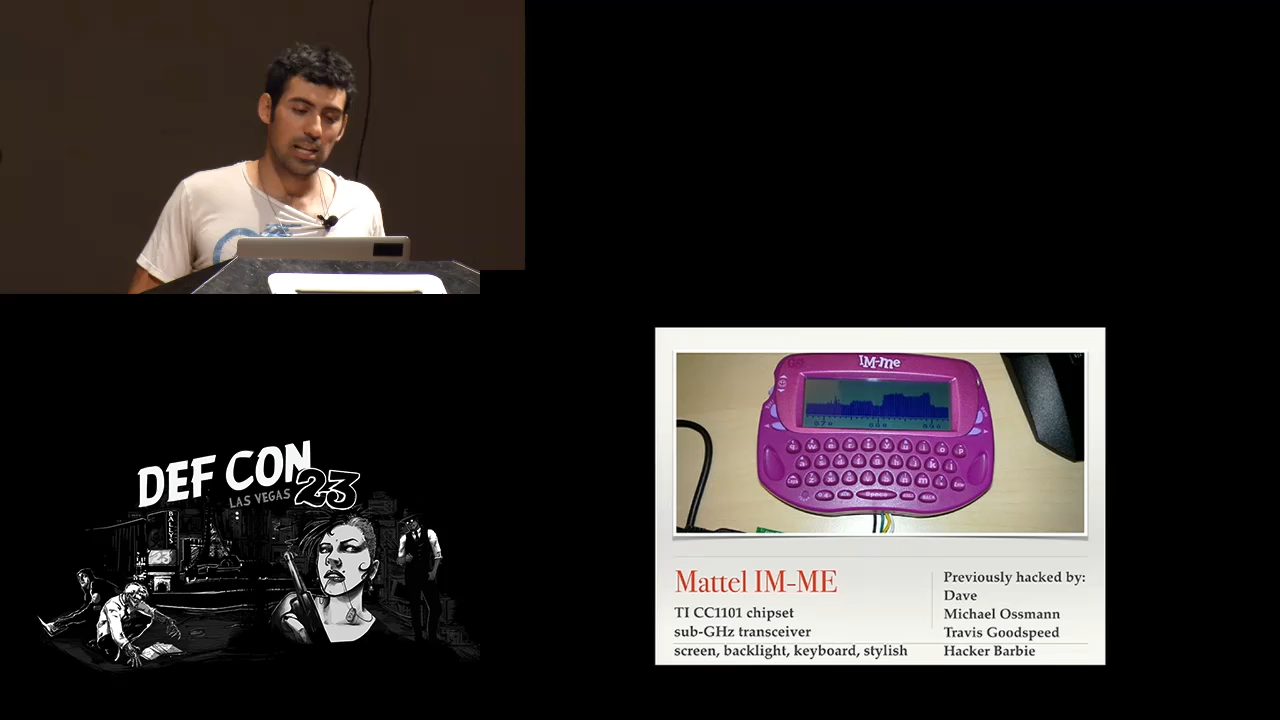 DEF CON
LAS VEGAS 23
BALLYS
IM-me
Mattel IM-ME
TI CC1101 chipset
sub-GHz transceiver
screen, backlight, keyboard, stylish
Previously hacked by:
Dave
Michael Ossmann
Travis Goodspeed
Hacker Barbie